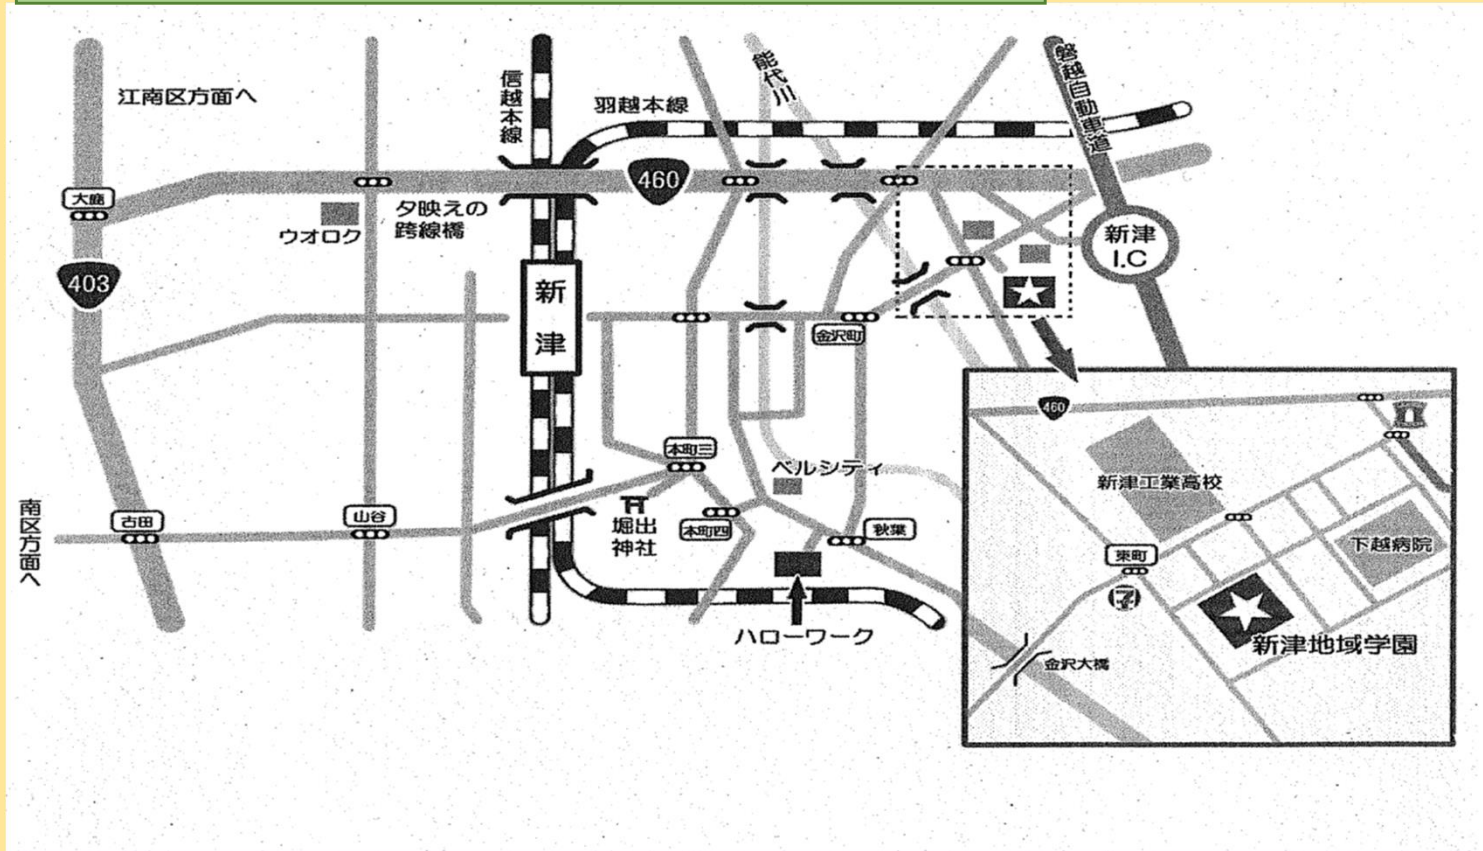 江南区方面へ
信越本線
羽越本線
能代川
磐越自動車道
大鹿
460
夕映えの
跨線橋
ウオロク
新津
I.C
403
新津
金沢町
460
本町三
ベルシティ
新津工業高校
南区方面へ
古田
山谷
堀出
神社
本町四
秋葉
東町
下越病院
7
ハローワーク
新津地域学園
金沢大橋